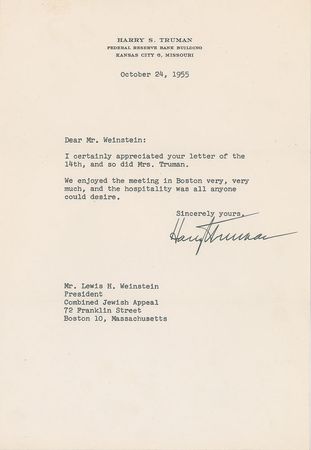 HARRY S. TRUMAN
FEDERAL RESERVE BANK BUILDING
KANSAS CITY 6, MISSOURI
October 24, 1955
Dear Mr. Weinstein:
I certainly appreciated your letter of the
14th, and so did Mrs. Truman.
We enjoyed the meeting in Boston very, very
much, and the hospitality was all anyone
could desire.
Sincerely yours,
Harry Truman
Mr. Lewis H. Weinstein
President
Combined Jewish Appeal
72 Franklin Street
Boston 10, Massachusetts